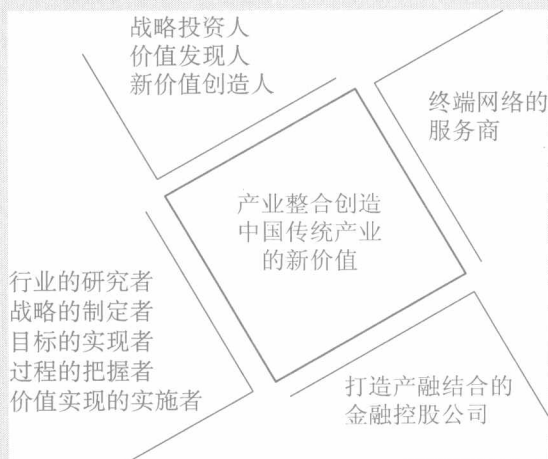 战略投资人
价值发现人
新价值创造人
终端网络的
服务商
产业整合创造
中国传统产业
的新价值
行业的研究者
战略的制定者
目标的实现者
过程的把握者
价值实现的实施者
打造产融结合的
金融控股公司